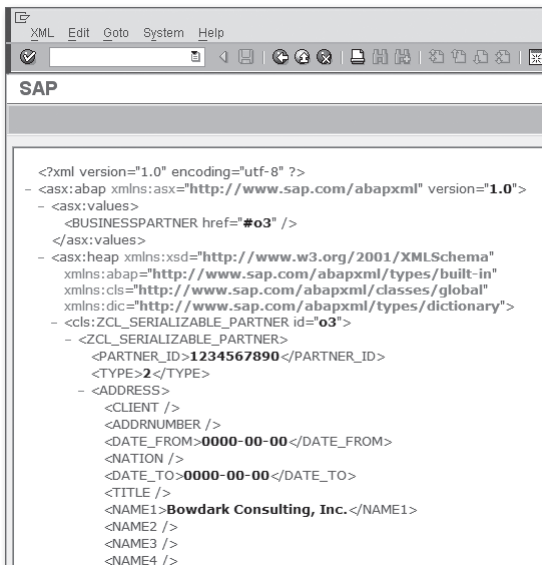 XML Edit Goto System Help
SAP
<?xml version="1.0" encoding="utf-8" ?>
– <asx:abap xmlns:asx="http://www.sap.com/abapxml" version="1.0">
– <asx:values>
<BUSINESSPARTNER href="#o3" />
</asx:values>
– <asx:heap xmlns:xsd="http://www.w3.org/2001/XMLSchema"
xmlns:abap="http://www.sap.com/abapxml/types/built-in"
xmlns:cls="http://www.sap.com/abapxml/classes/global"
xmlns:dic="http://www.sap.com/abapxml/types/dictionary">
– <cls:ZCL_SERIALIZABLE_PARTNER id="o3">
– <ZCL_SERIALIZABLE_PARTNER>
<PARTNER_ID>1234567890</PARTNER_ID>
<TYPE>2</TYPE>
– <ADDRESS>
<CLIENT />
<ADDRNUMBER />
<DATE_FROM>0000-00-00</DATE_FROM>
<NATION />
<DATE_TO>0000-00-00</DATE_TO>
<TITLE />
<NAME1>Bowdark Consulting, Inc.</NAME1>
<NAME2 />
<NAME3 />
<NAME4 />